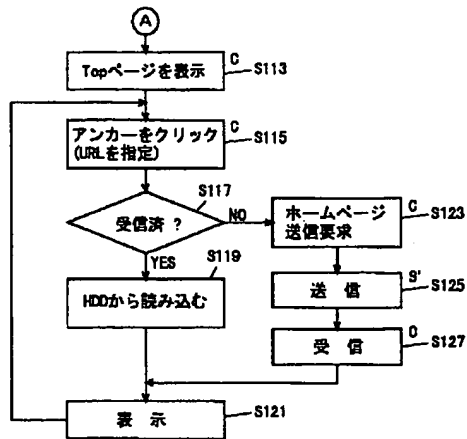 A
Topページを表示
C
S113
アンカーをクリック
(URLを指定)
C
S115
S117
受信済 ?
NO
YES
ホームページ
送信要求
C
S123
S119
HDDから読み込む
送 信
S'
S125
受 信
C
S127
表 示
S121